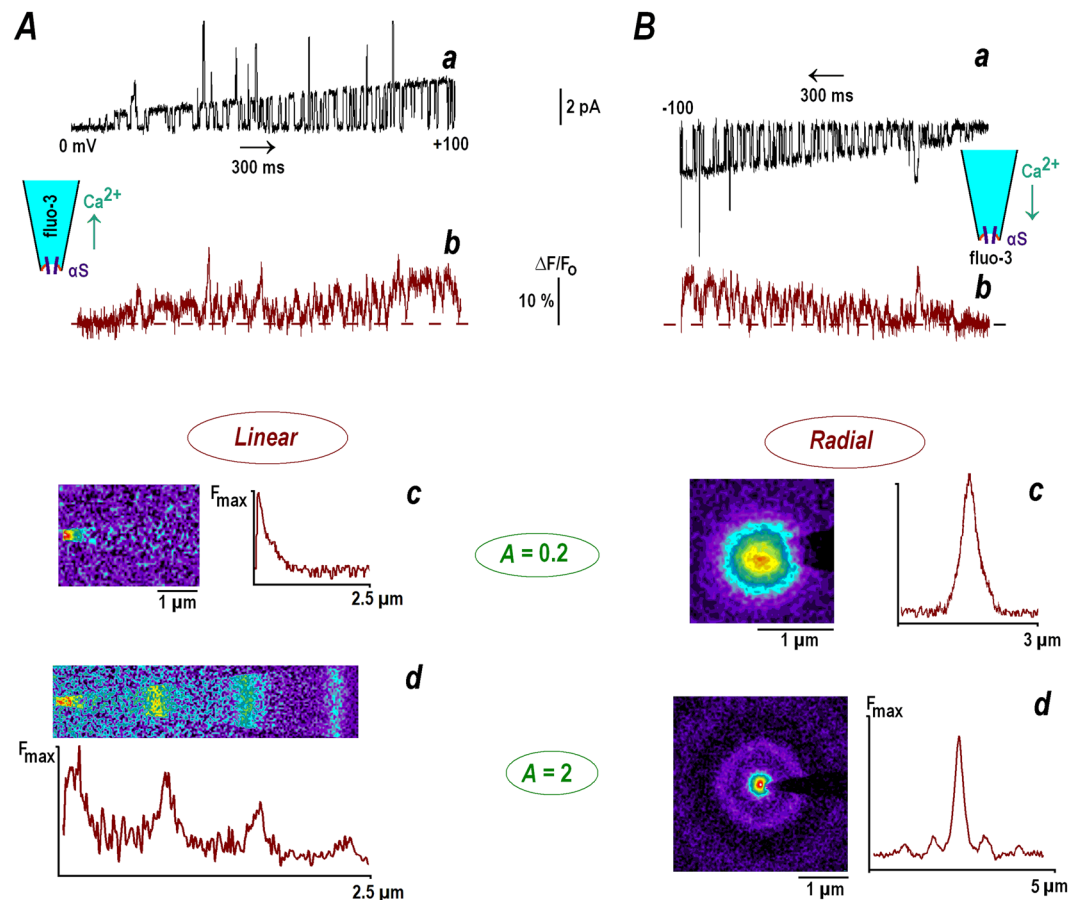 A
B
a
a
300 ms
-100
2 pA
0 mV
+100
300 ms
fluo-3
Ca2+
αS
Ca2+
αS
fluo-3
b
b
ΔF/Fo
10 %
Linear
Radial
c
c
Fmax
A = 0.2
1 µm
2.5 µm
1 µm
3 µm
d
d
Fmax
Fmax
A = 2
1 µm
2.5 µm
5 µm